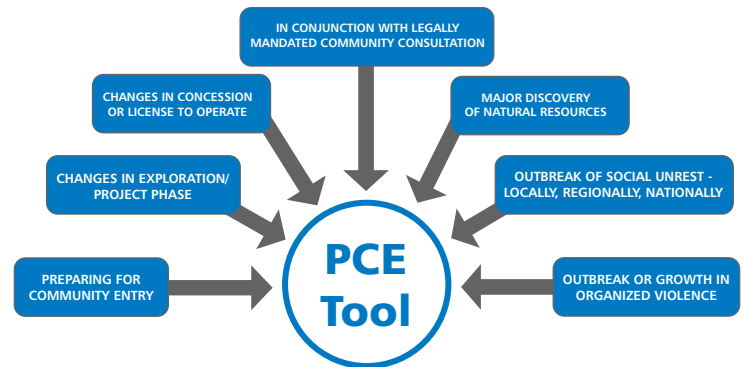 IN CONJUNCTION WITH LEGALLY
MANDATED COMMUNITY CONSULTATION
CHANGES IN CONCESSION
OR LICENSE TO OPERATE
MAJOR DISCOVERY
OF NATURAL RESOURCES
CHANGES IN EXPLORATION/
PROJECT PHASE
OUTBREAK OF SOCIAL UNREST -
LOCALLY, REGIONALLY, NATIONALLY
PREPARING FOR
COMMUNITY ENTRY
PCE
Tool
OUTBREAK OR GROWTH IN
ORGANIZED VIOLENCE